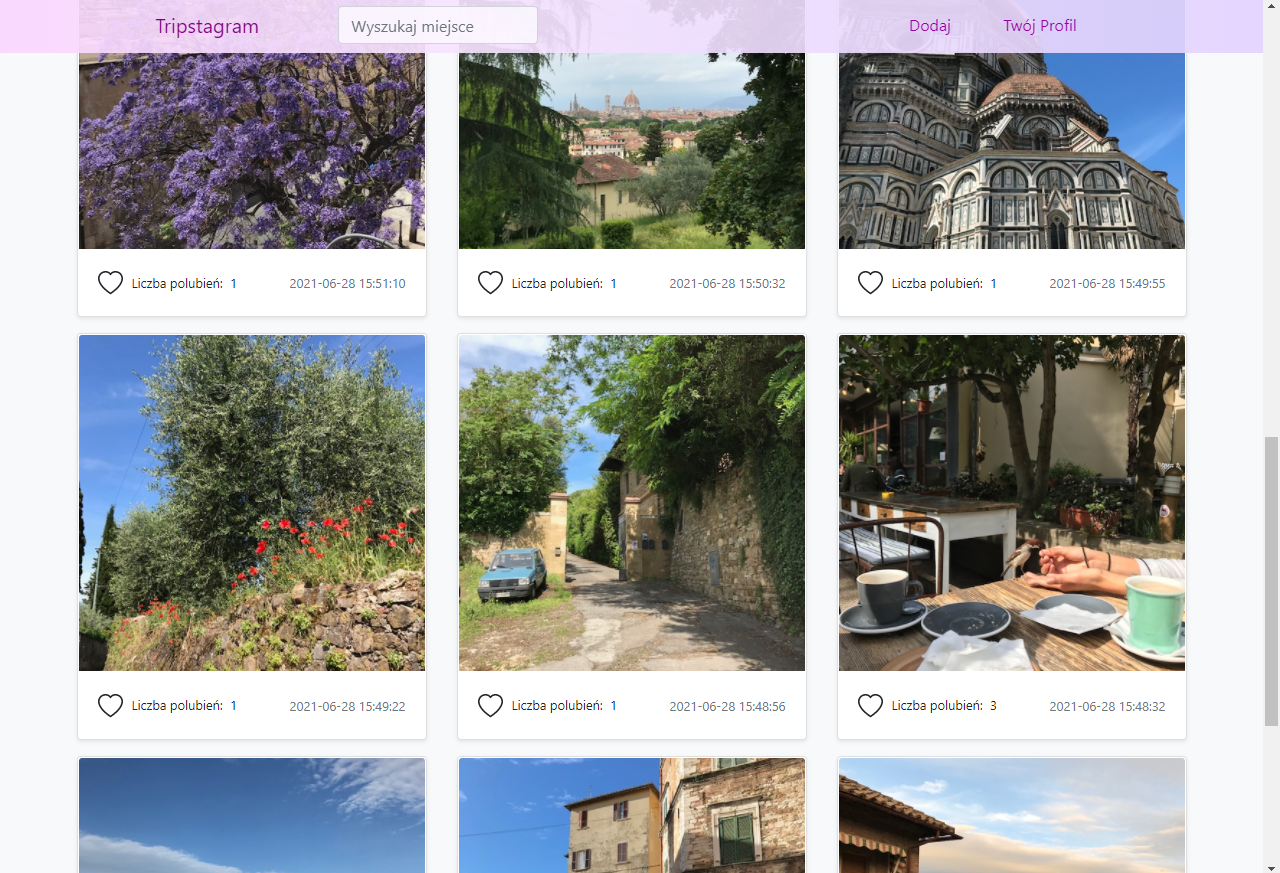 Tripstagram
Wyszukaj miejsce
Dodaj
Twój Profil
Liczba polubień: 1
2021-06-28 15:51:10
Liczba polubień: 1
2021-06-28 15:50:32
Liczba polubień: 1
2021-06-28 15:49:55
Liczba polubień: 1
2021-06-28 15:49:22
Liczba polubień: 1
2021-06-28 15:48:56
Liczba polubień: 3
2021-06-28 15:48:32